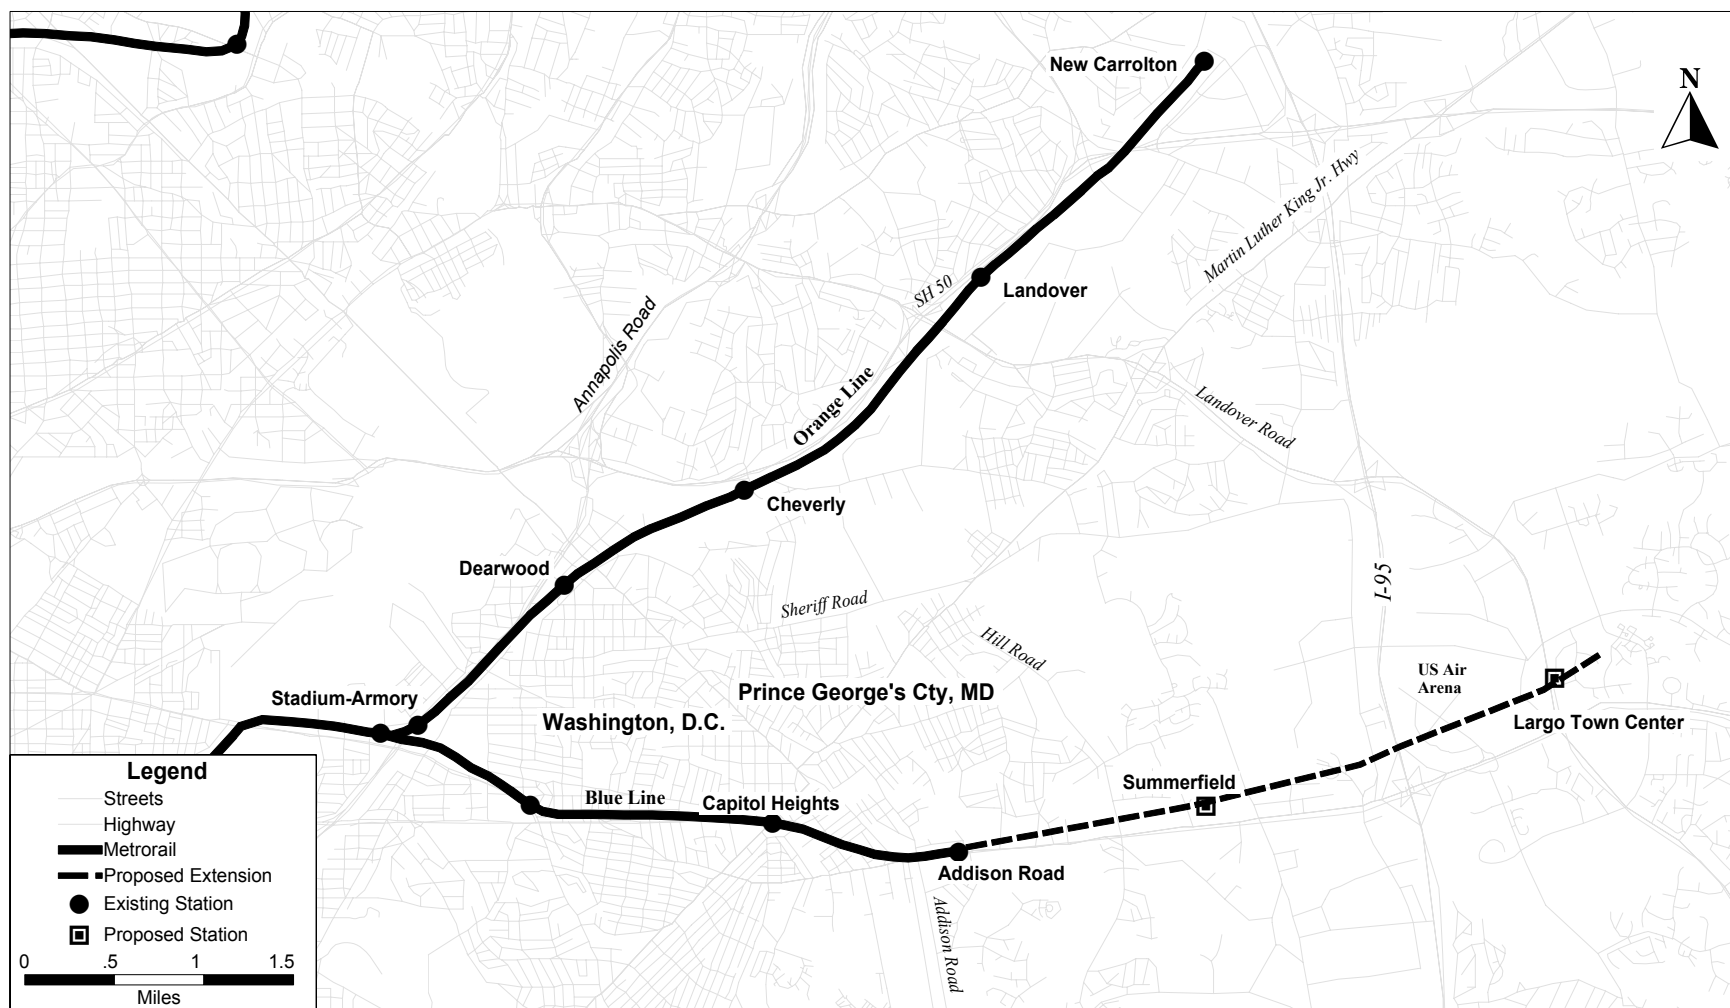 N
New Carrolton
Martin Luther King Jr. Hwy
SH 50
Landover
Annapolis Road
Orange Line
Landover Road
Cheverly
Dearwood
I-95
Sheriff Road
Hill Road
US Air
Arena
Prince George's Cty, MD
Stadium-Armory
Washington, D.C.
Largo Town Center
Summerfield
Blue Line
Capitol Heights
Addison Road
Addison Road
Legend
Streets
Highway
Metrorail
Proposed Extension
Existing Station
Proposed Station
0 .5 1 1.5
Miles